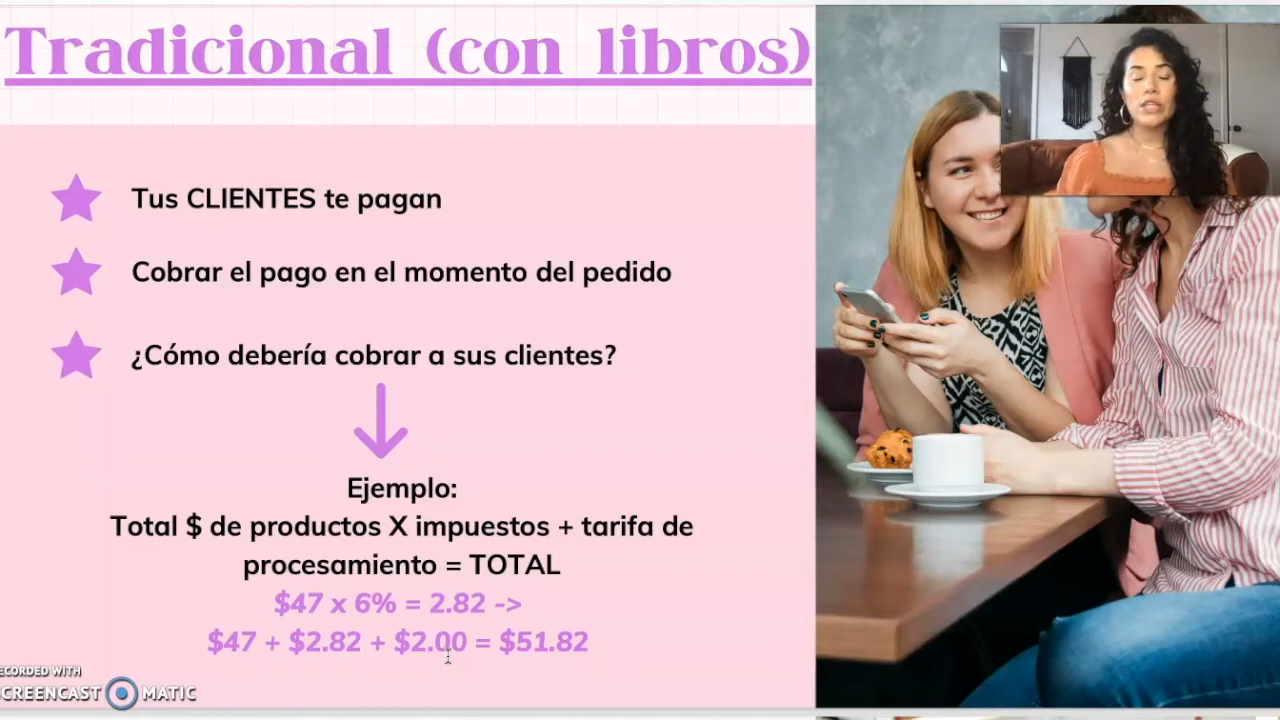 Tradicional (con libros)
Tus CLIENTES te pagan
Cobrar el pago en el momento del pedido
¿Cómo debería cobrar a sus clientes?
Ejemplo:
Total $ de productos X impuestos + tarifa de
procesamiento = TOTAL
$47 x 6% = 2.82 ->
$47 + $2.82 + $2.00 = $51.82
ECORDED WITH
SCREENCAST MATIC